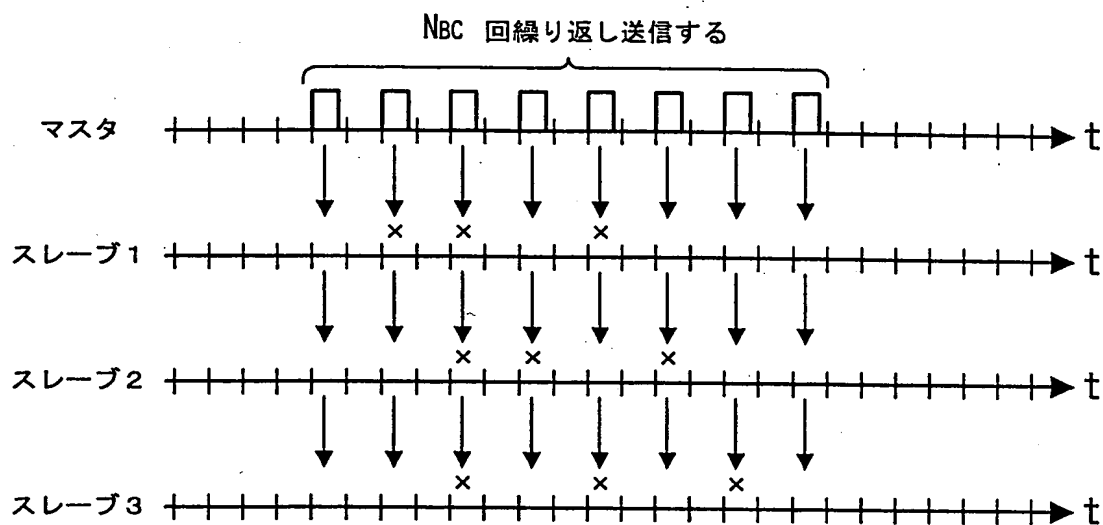 NBC 回繰り返し送信する
マスタ
t
× × ×
スレーブ1
t
× × ×
スレーブ2
t
× × ×
スレーブ3
t